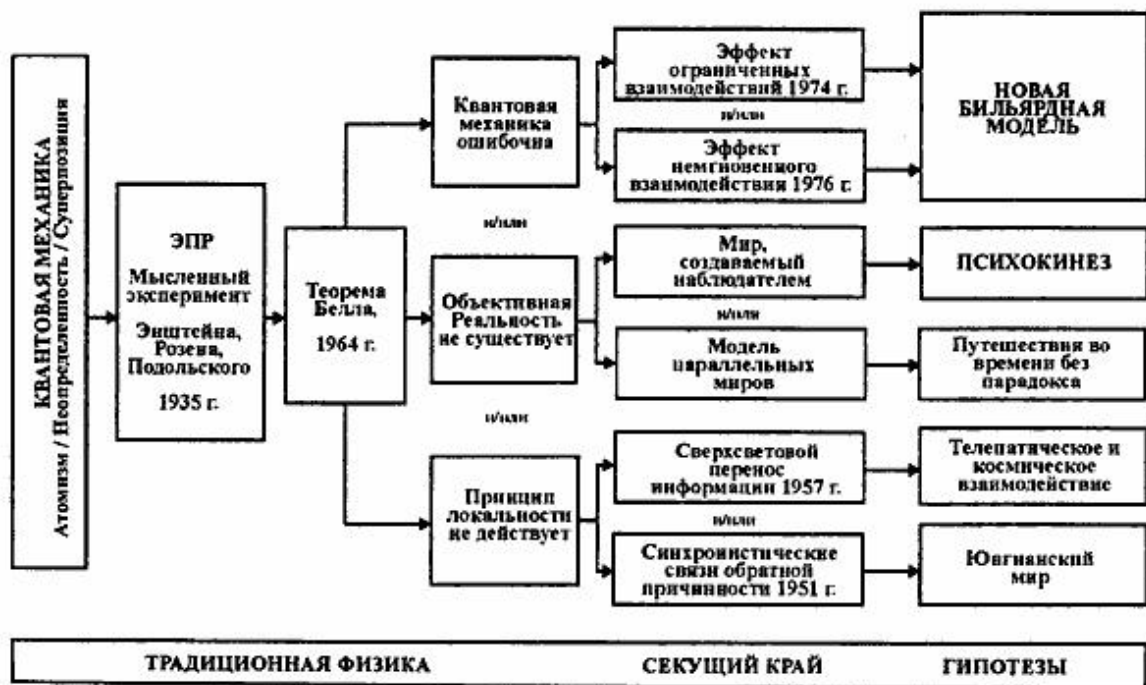 КВАНТОВАЯ МЕХАНИКА
Атомизм / Неопределенность / Суперпозиция
ЭПР
Мысленный
эксперимент
Энштейна,
Розена,
Подольского
1935 г.
Теорема
Белла,
1964 г.
Квантовая
механика
ошибочна
и/или
Объективная
Реальность
не существует
и/или
Принцип
локальности
не действует
Эффект
ограниченных
взаимодействий 1974 г.
и/или
Эффект
немгновенного
взаимодействия 1976 г.
Мир,
создаваемый
наблюдателем
и/или
Модель
параллельных
миров
Сверхсветовой
перенос
информации 1957 г.
и/или
Синхронистические
связи обратной
причинности 1951 г.
НОВАЯ
БИЛЬЯРДНАЯ
МОДЕЛЬ
ПСИХОКИНЕЗ
Путешествия во
времени без
парадокса
Телепатическое и
космическое
взаимодействие
Юнгианский
мир
ТРАДИЦИОННАЯ ФИЗИКА СЕКУЩИЙ КРАЙ ГИПОТЕЗЫ